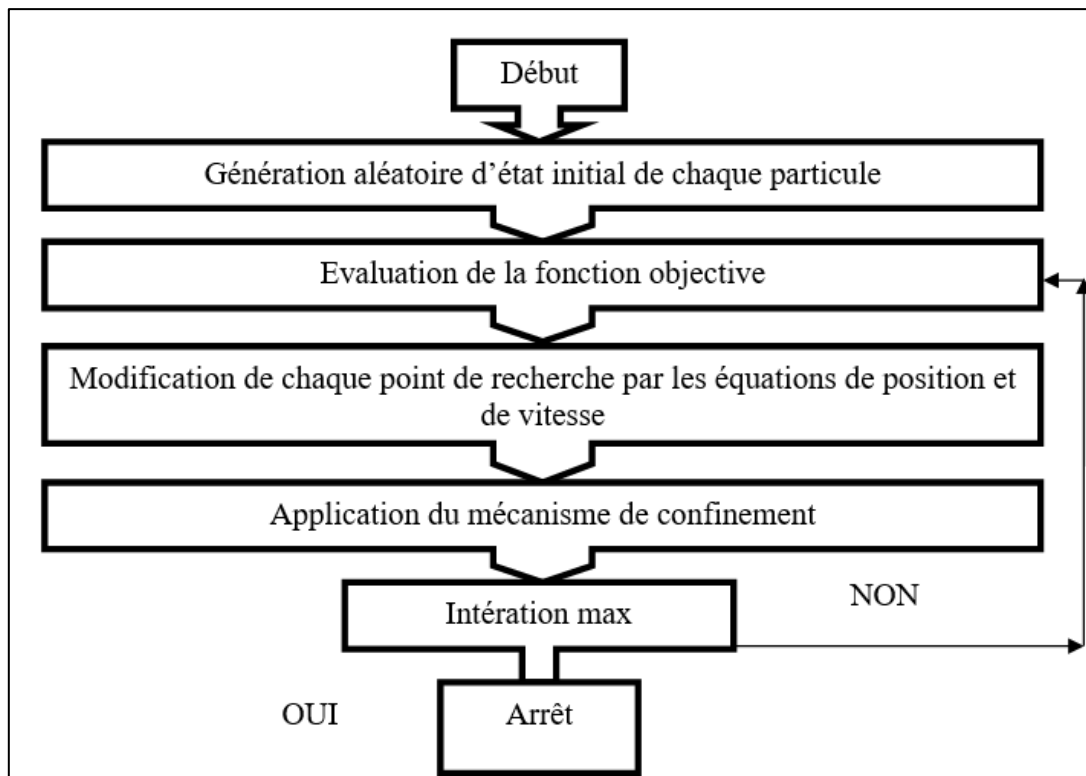 Début
Génération aléatoire d’état initial de chaque particule
Evaluation de la fonction objective
Modification de chaque point de recherche par les équations de position et
de vitesse
Application du mécanisme de confinement
Intération max
NON
OUI
Arrêt